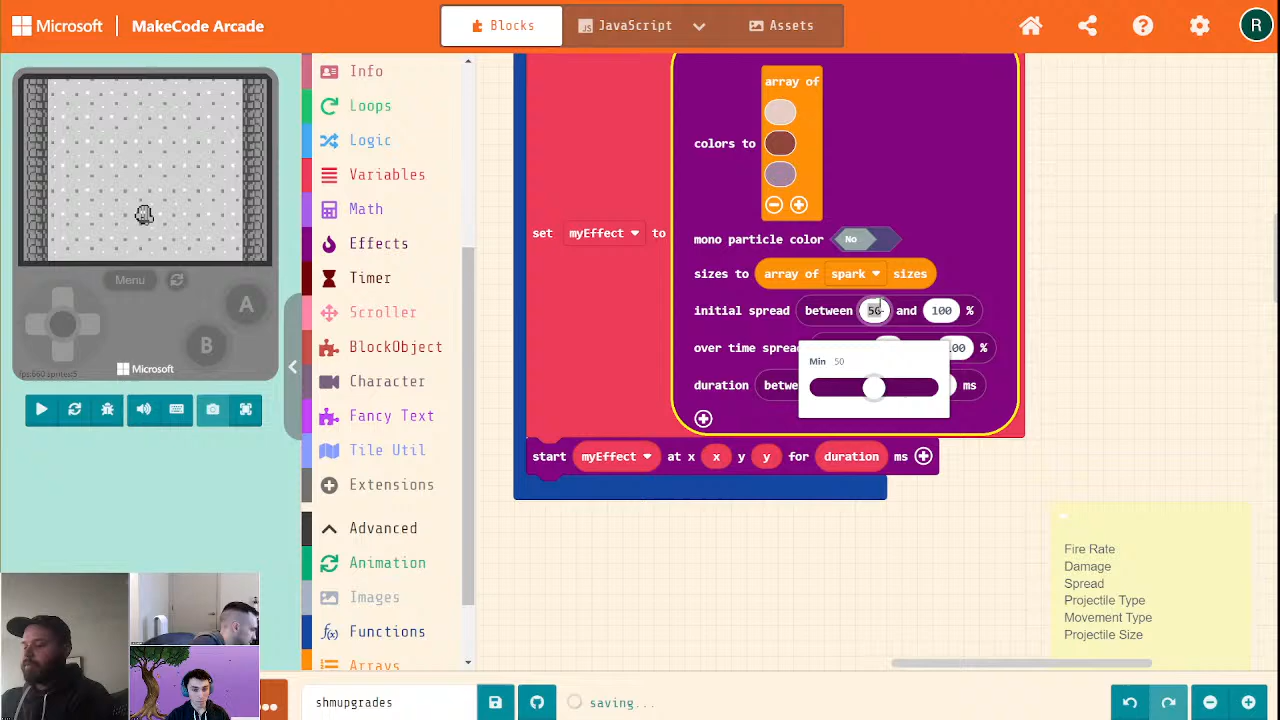 Microsoft
MakeCode Arcade
Blocks
JavaScript
Assets
R
Menu
A
B
Microsoft
Info
Loops
Logic
Variables
Math
Effects
Timer
Scroller
BlockObject
Character
Fancy Text
Tile Util
Extensions
Advanced
Animation
Images
Functions
Arrays
array of
colors to
set myEffect to
mono particle color No
sizes to array of spark sizes
initial spread between 50 and 100 %
over time spread 100 %
duration ms
Min 50
start myEffect at x x y y for duration ms
Fire Rate
Damage
Spread
Projectile Type
Movement Type
Projectile Size
shmupgrades
saving...